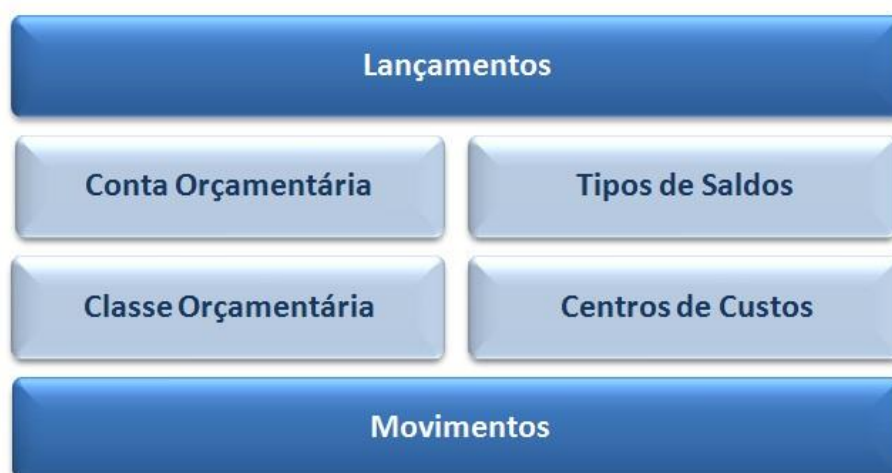 Lançamentos
Conta Orçamentária
Tipos de Saldos
Classe Orçamentária
Centros de Custos
Movimentos